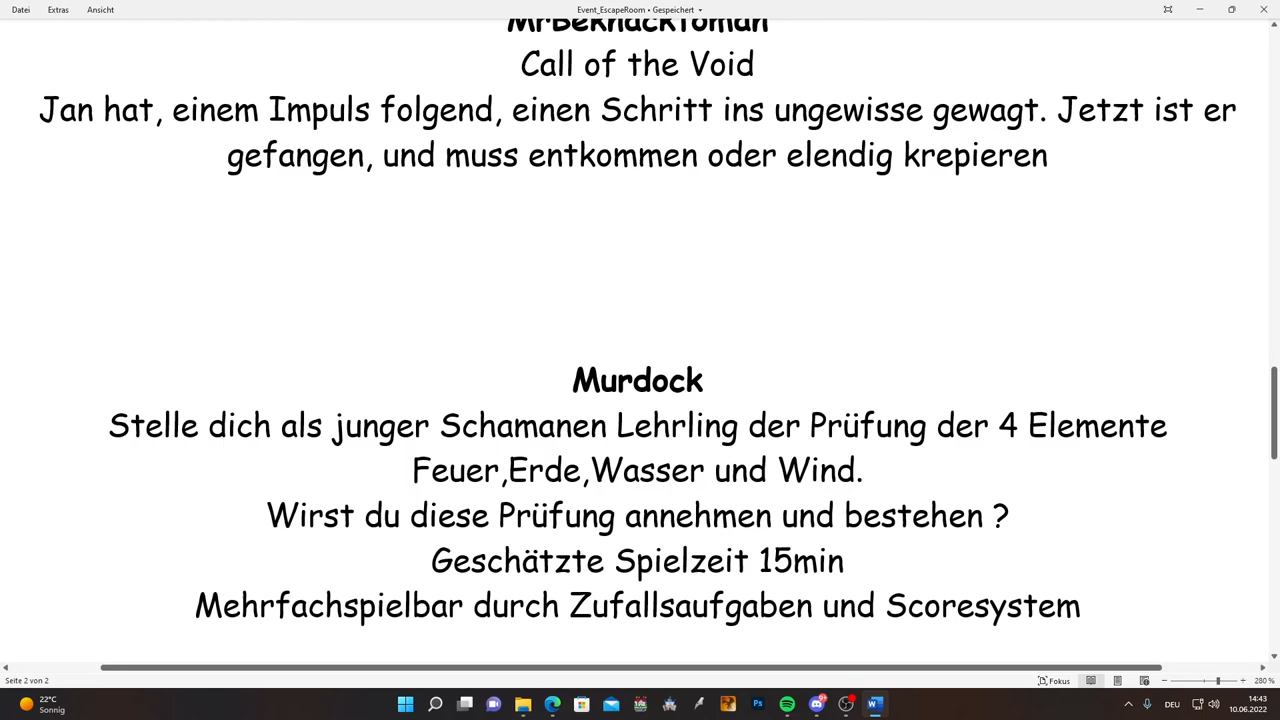 Datei Extras Ansicht Event_EscapeRoom • Gespeichert
MrBeknackToman
Call of the Void
Jan hat, einem Impuls folgend, einen Schritt ins ungewisse gewagt. Jetzt ist er
gefangen, und muss entkommen oder elendig krepieren
Murdock
Stelle dich als junger Schamanen Lehrling der Prüfung der 4 Elemente
Feuer,Erde,Wasser und Wind.
Wirst du diese Prüfung annehmen und bestehen ?
Geschätzte Spielzeit 15min
Mehrfachspielbar durch Zufallsaufgaben und Scoresystem
Seite 2 von 2 Fokus 280 %
22°C 14:43
Sonnig DEU 10.06.2022